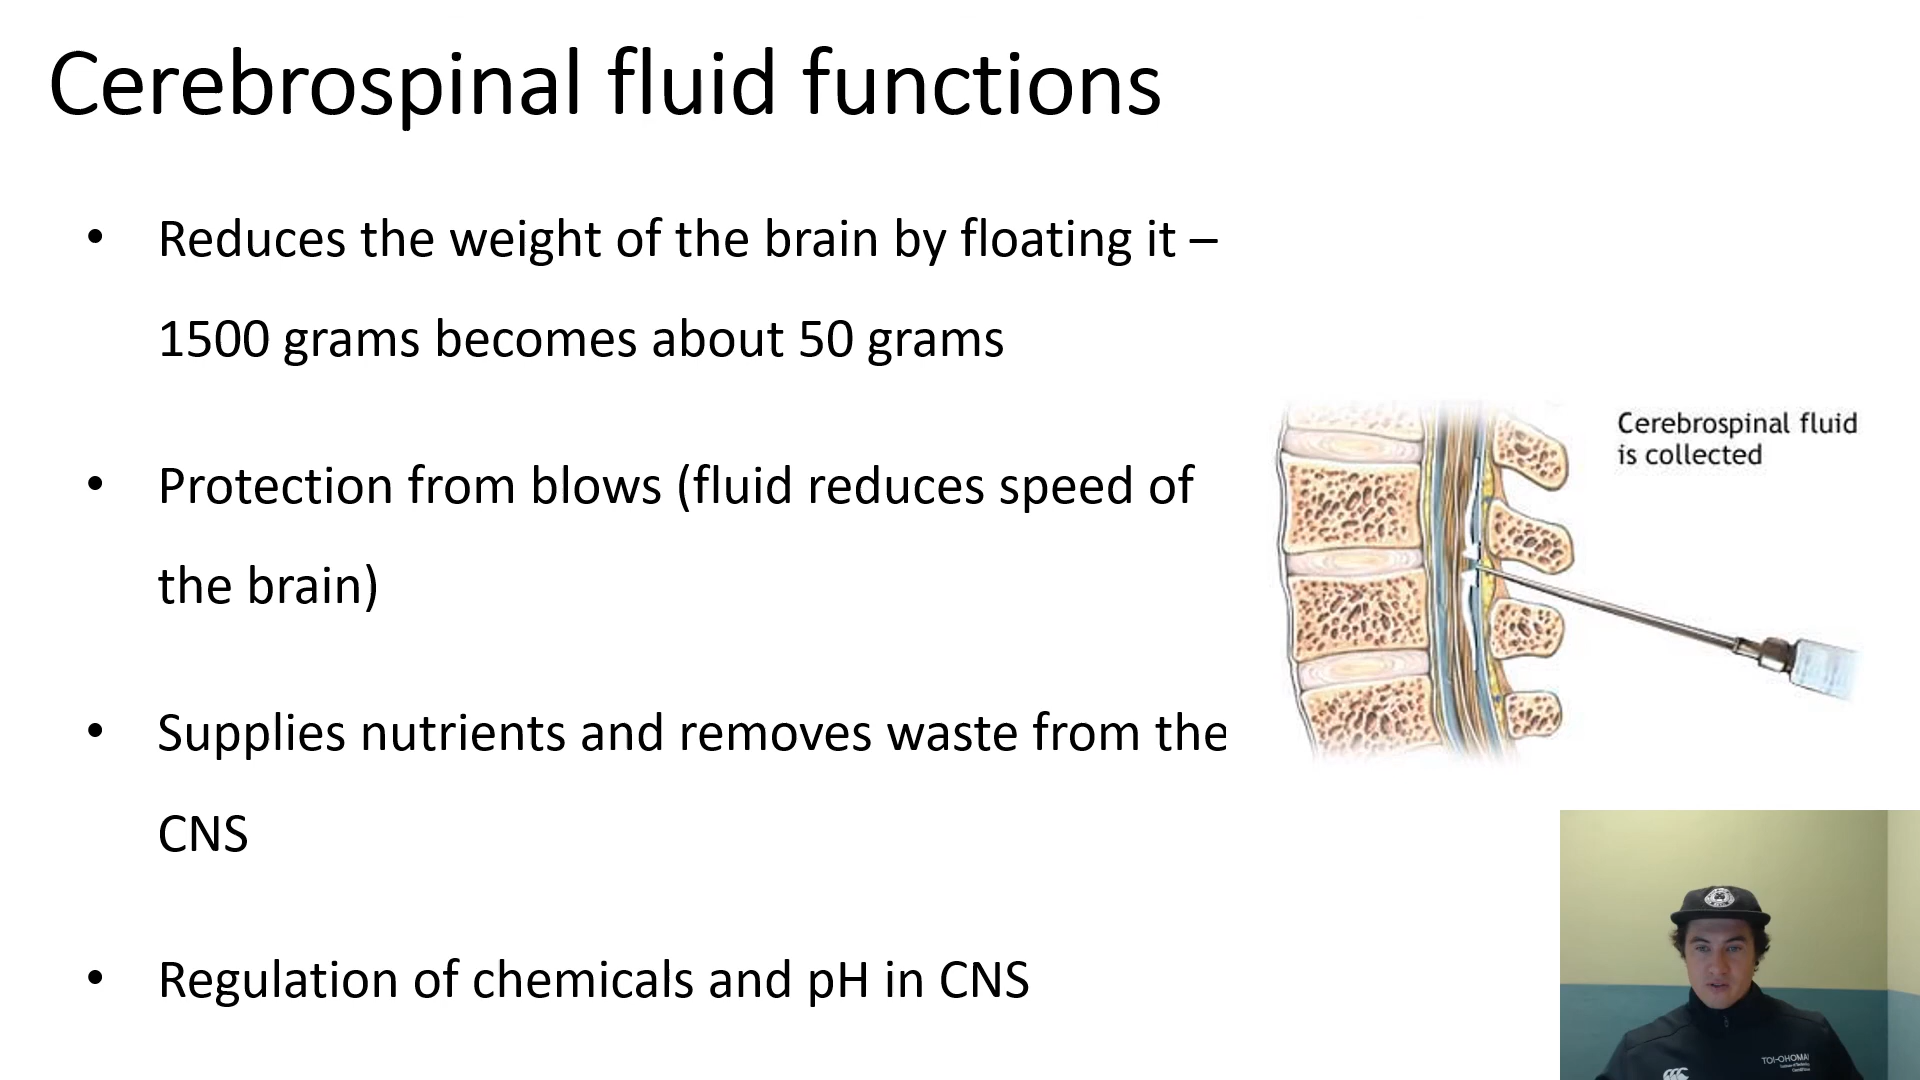 Cerebrospinal fluid functions
• Reduces the weight of the brain by floating it –
1500 grams becomes about 50 grams
• Protection from blows (fluid reduces speed of
the brain)
• Supplies nutrients and removes waste from the
CNS
• Regulation of chemicals and pH in CNS
Cerebrospinal fluid
is collected
TOI-OHOMAI